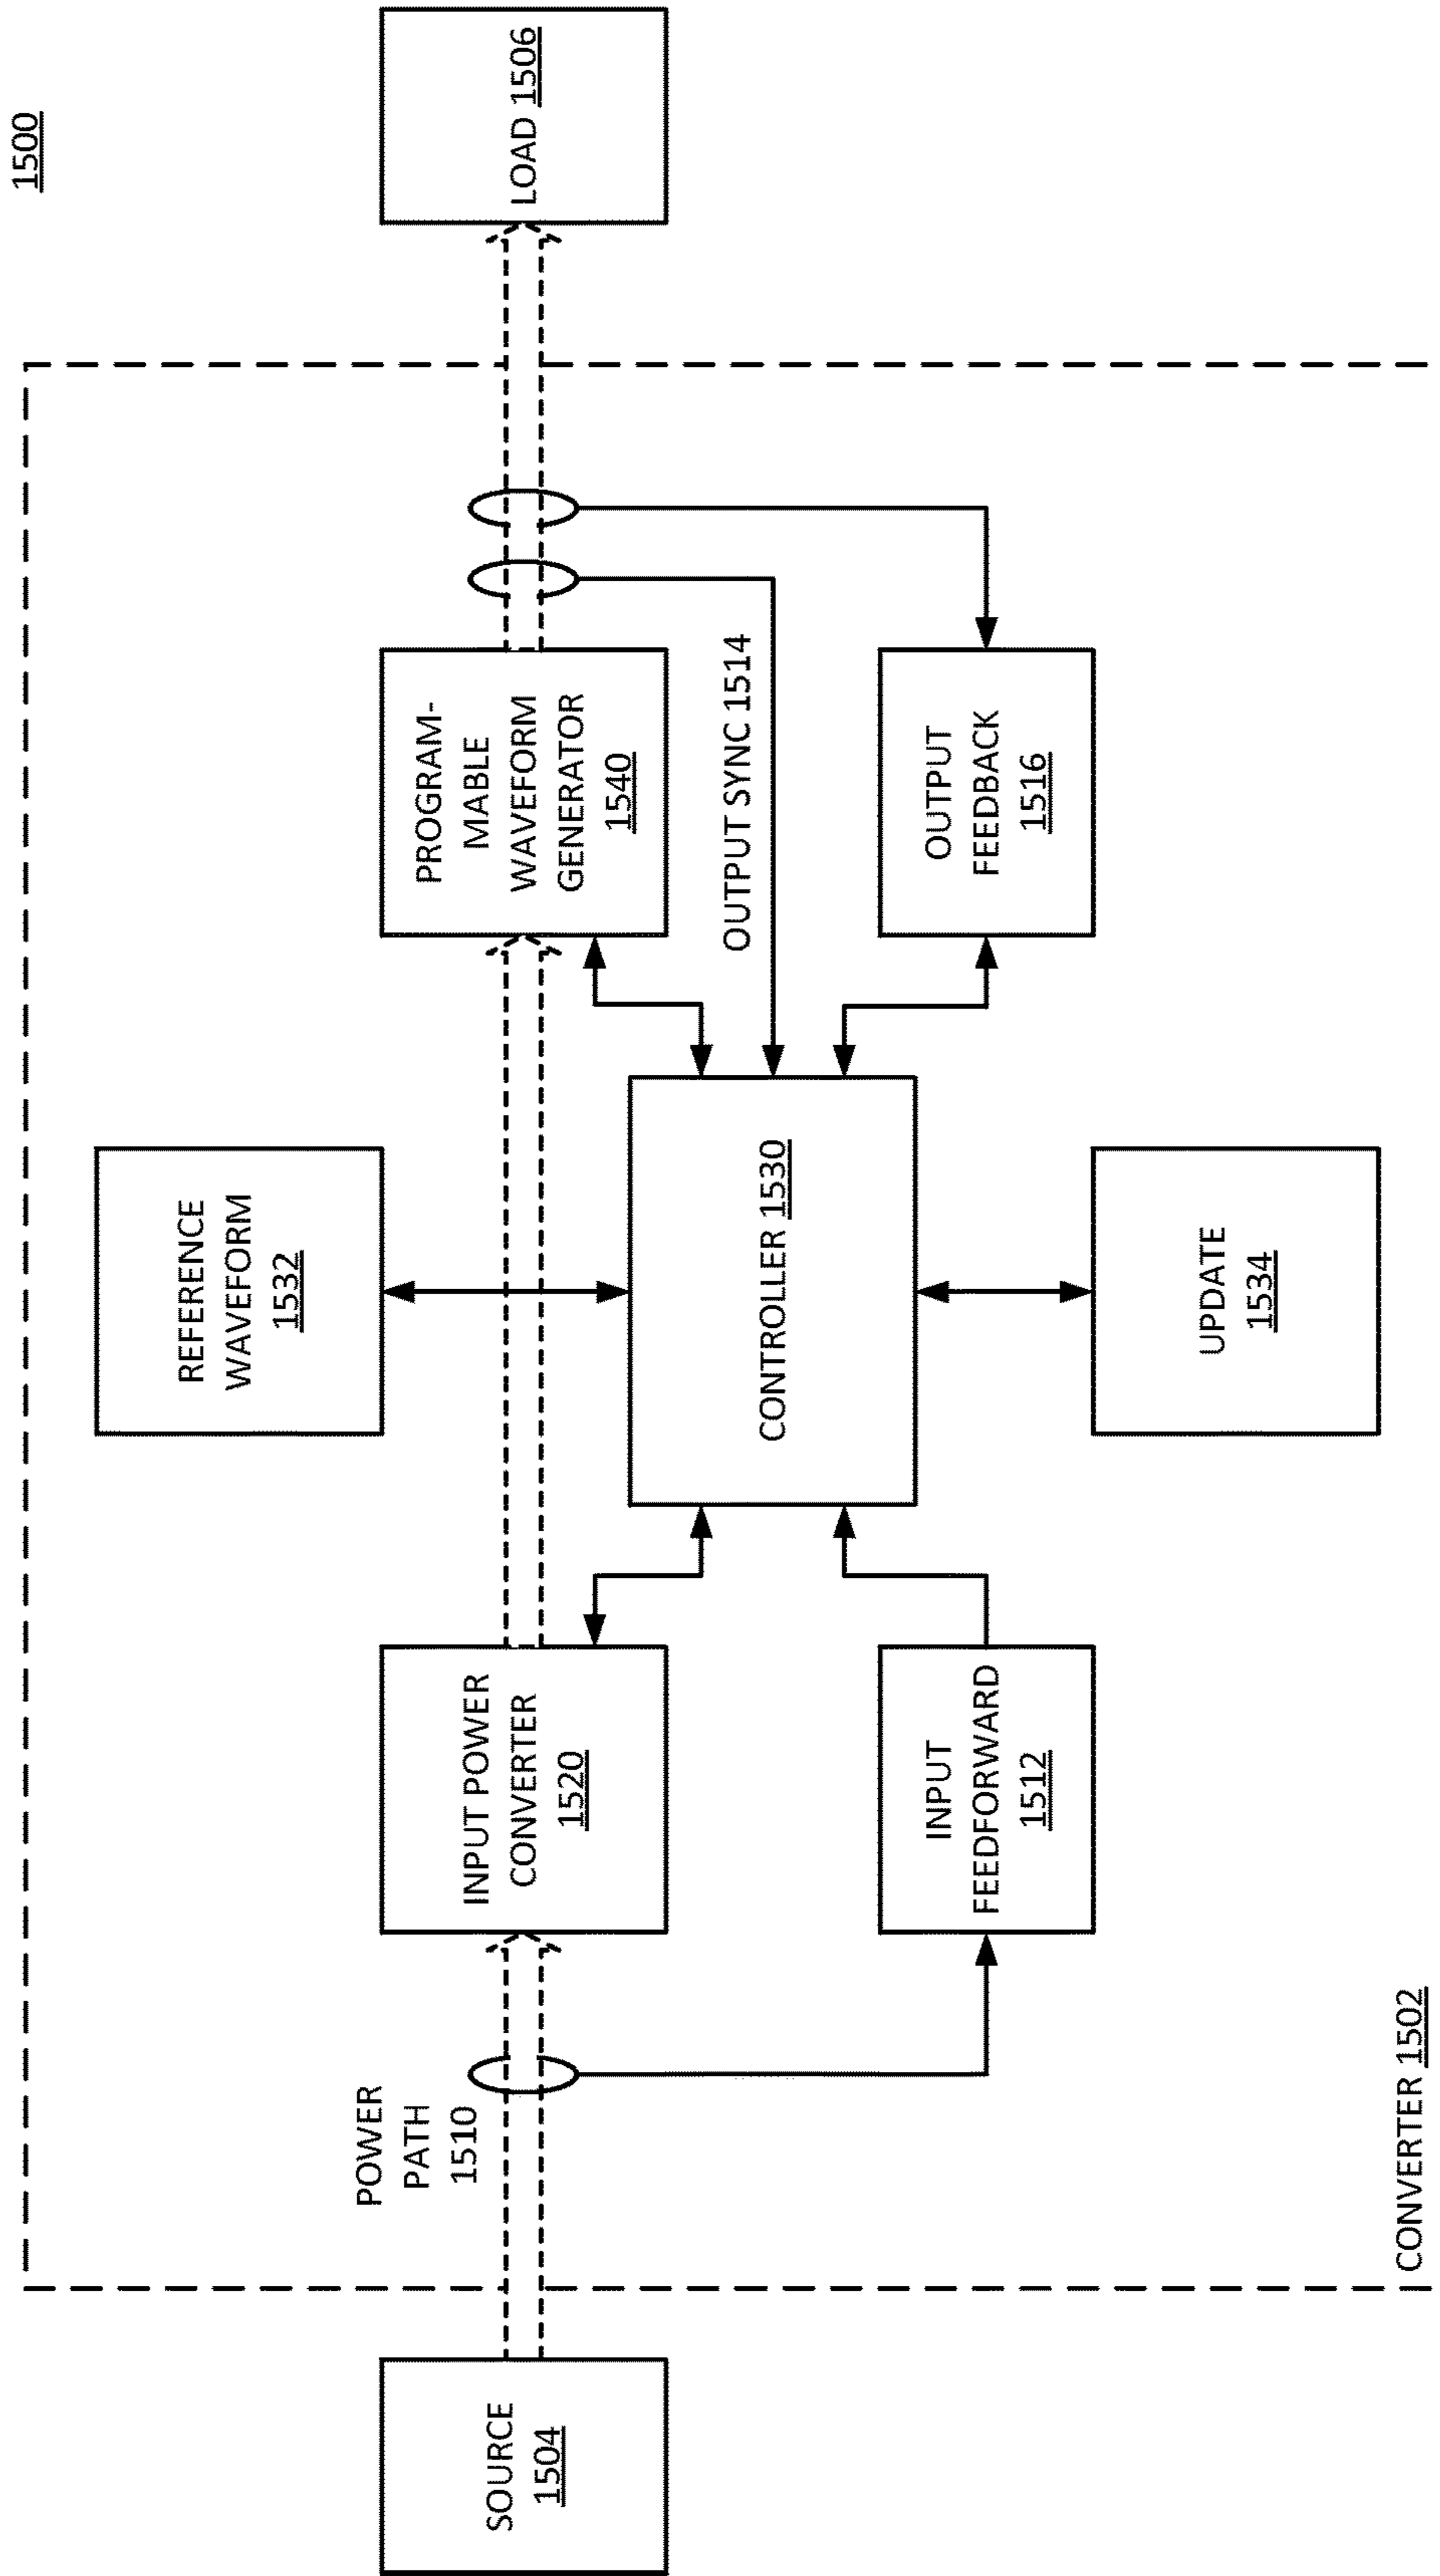 1500
REFERENCE
WAVEFORM
1532
POWER
PATH
1510
SOURCE
1504
INPUT POWER
CONVERTER
1520
PROGRAM-
MABLE
WAVEFORM
GENERATOR
1540
LOAD 1506
OUTPUT SYNC 1514
CONTROLLER 1530
INPUT
FEEDFORWARD
1512
OUTPUT
FEEDBACK
1516
UPDATE
1534
CONVERTER 1502